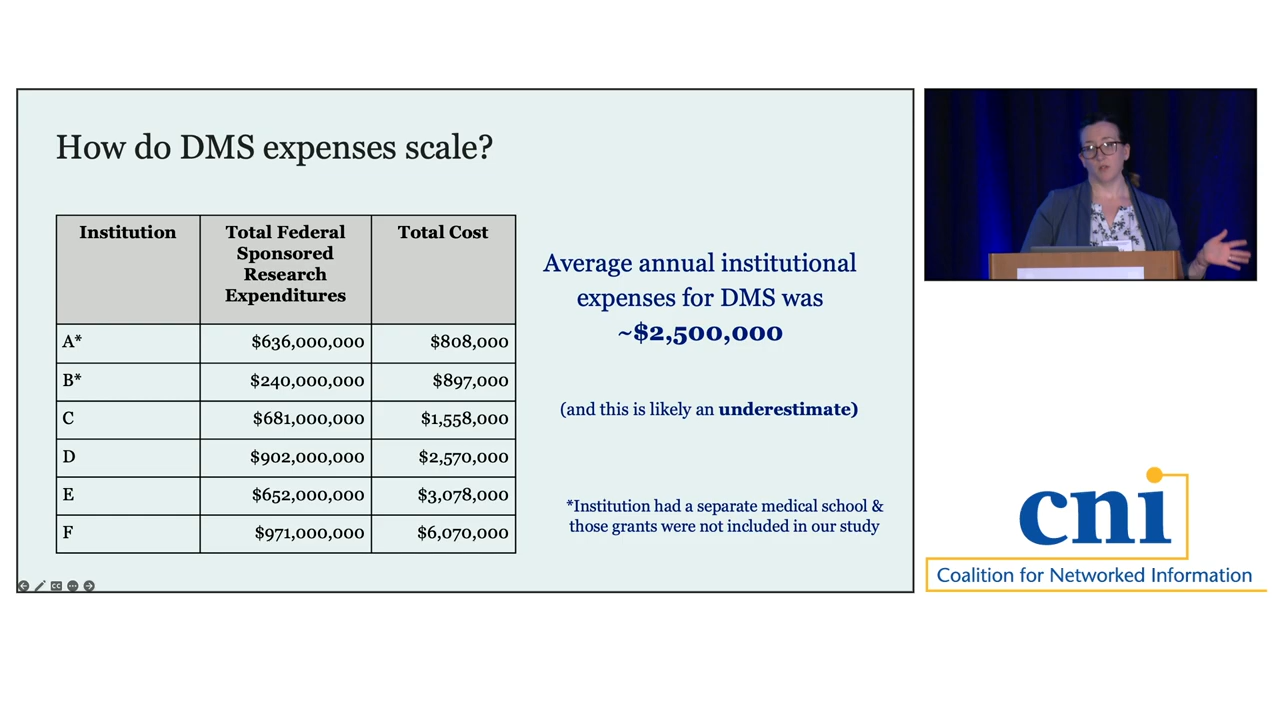 How do DMS expenses scale?
Institution
Total Federal
Sponsored
Research
Expenditures
Total Cost
A* $636,000,000 $808,000
B* $240,000,000 $897,000
C $681,000,000 $1,558,000
D $902,000,000 $2,570,000
E $652,000,000 $3,078,000
F $971,000,000 $6,070,000
Average annual institutional
expenses for DMS was
~$2,500,000
(and this is likely an underestimate)
*Institution had a separate medical school &
those grants were not included in our study
cni
Coalition for Networked Information